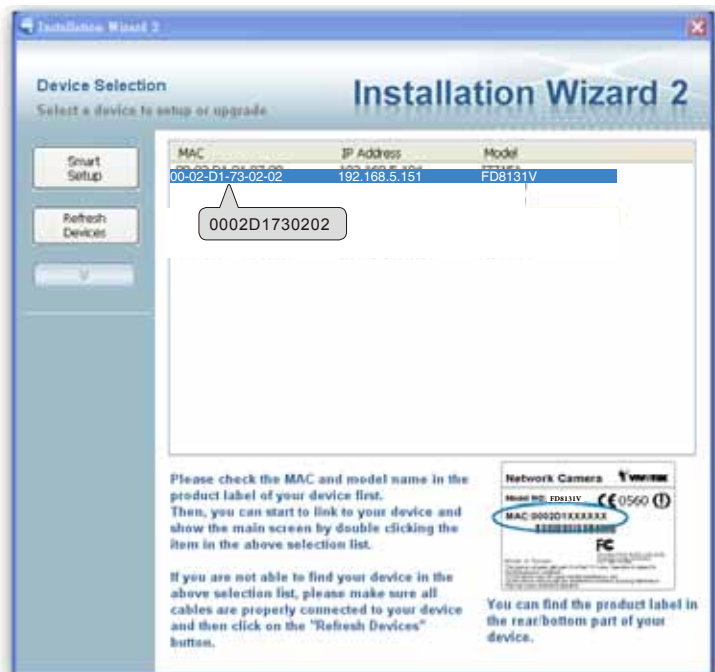 Installation Wizard 2
Device Selection
Select a device to setup or upgrade
Installation Wizard 2
Smart
Setup
Refresh
Devices
MAC IP Address Model
00-02-D1-73-02-02 192.168.5.151 FD8131V
0002D1730202
Please check the MAC and model name in the
product label of your device first.
Then, you can start to link to your device and
show the main screen by double clicking the
item in the above selection list.
If you are not able to find your device in the
above selection list, please make sure all
cables are properly connected to your device
and then click on the "Refresh Devices"
button.
Network Camera VIVOTEK
Model NO: FD8131V CE 0560
MAC:0002D1XXXXXX
FC
You can find the product label in
the rear/bottom part of your
device.